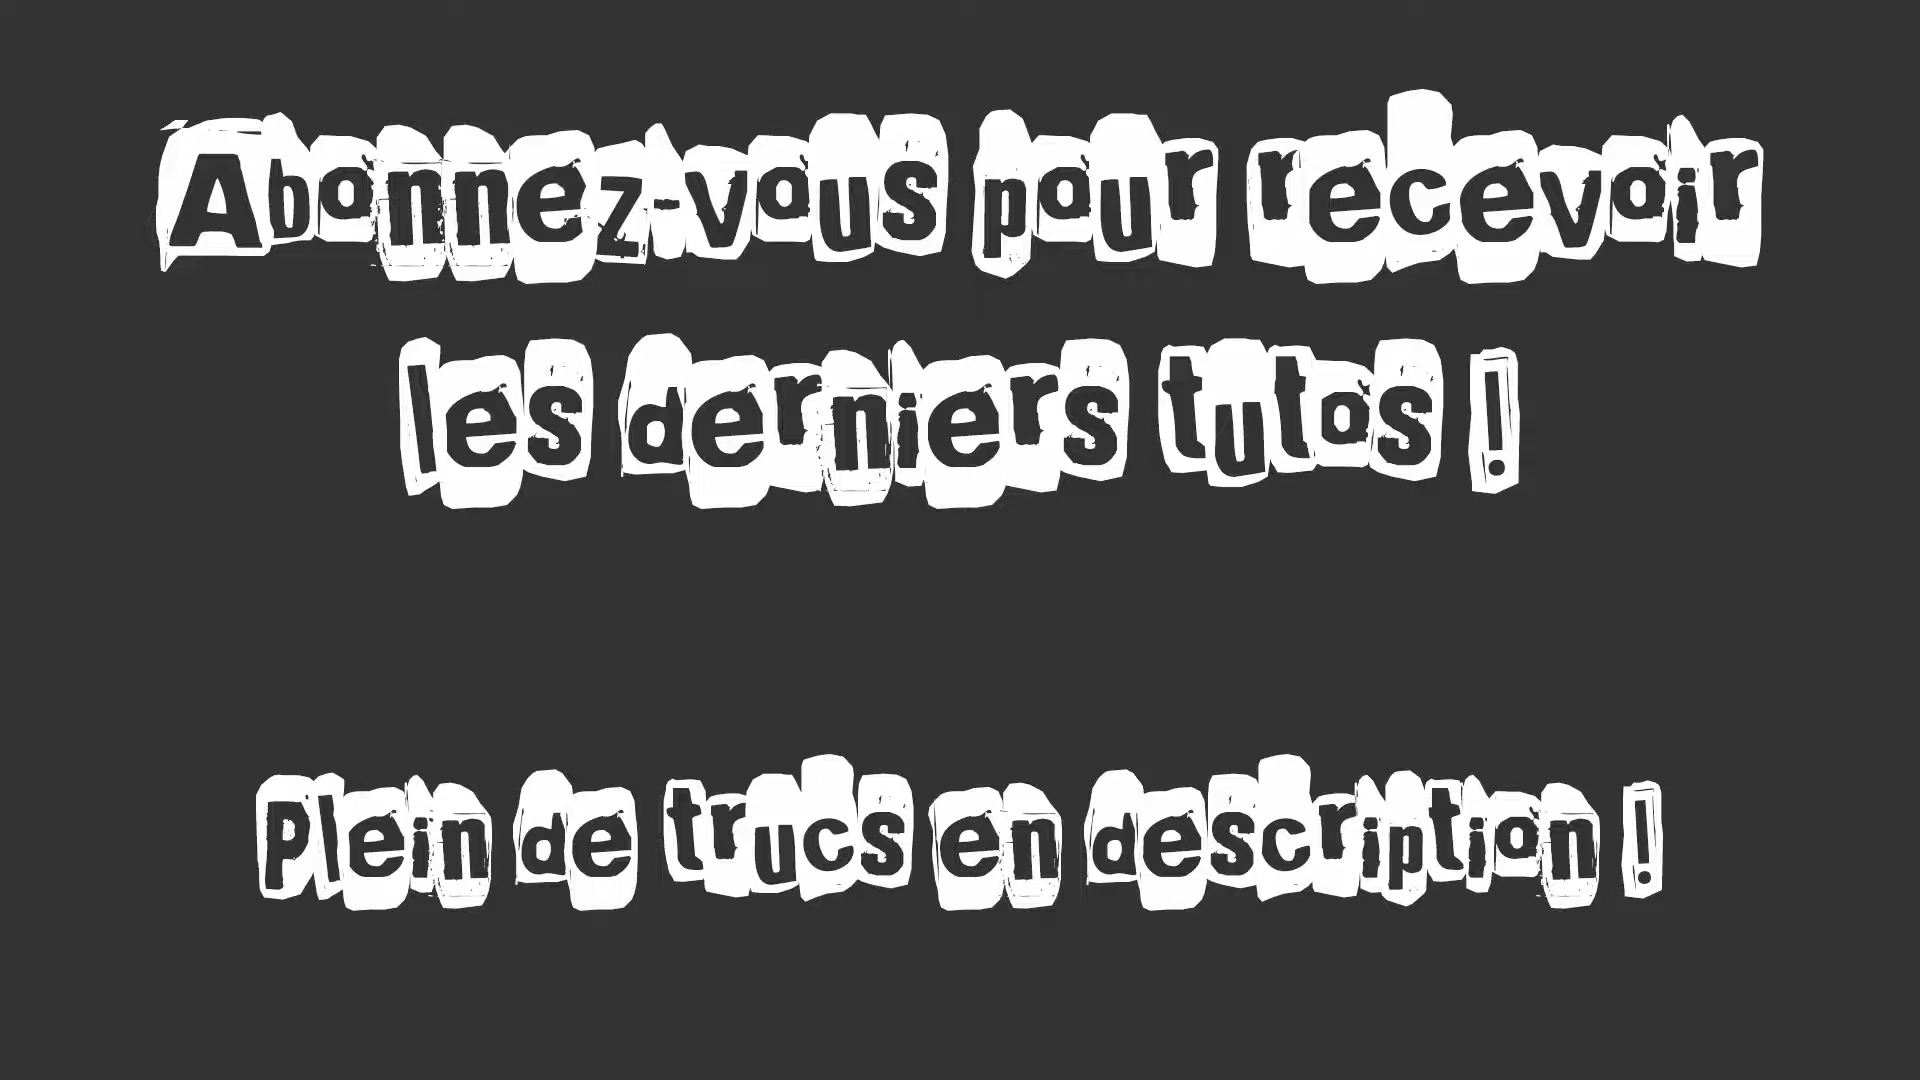 Abonnez-vous pour recevoir
les derniers tutos !
Plein de trucs en description !